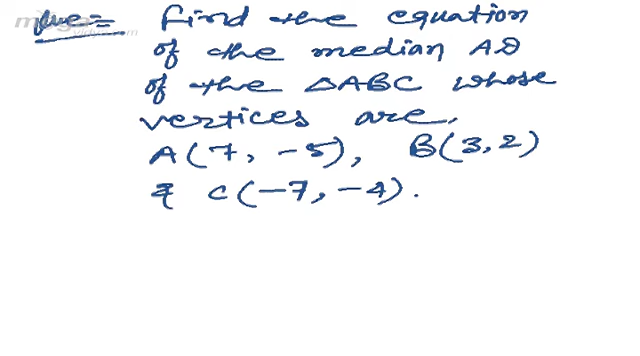 Que= Find the equation
of the median AD
of the △ABC whose
vertices are,
A(7, -5), B(3, 2)
& C(-7, -4).